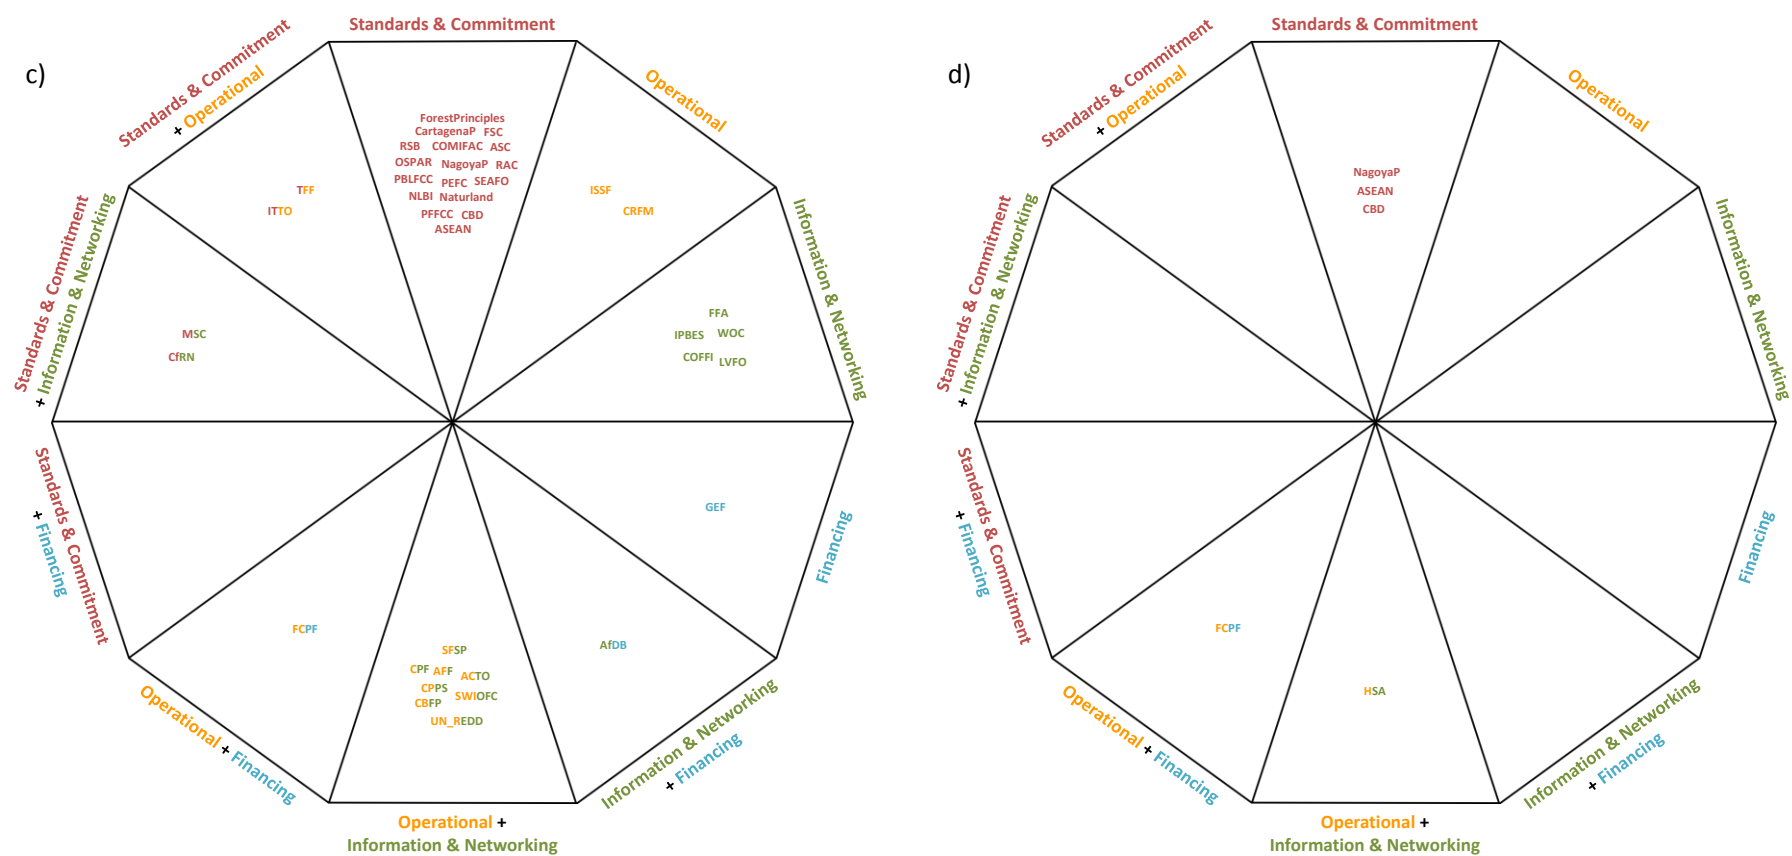 c)
Standards & Commitment
Standards & Commitment
+ Operational
Operational
Standards & Commitment
+ Information & Networking
Information & Networking
ForestPrinciples
CartagenaP FSC
RSB COMIFAC ASC
OSPAR NagoyaP RAC
PBLFCC PEFC SEAFO
NLBI Naturland
PFFCC CBD
ASEAN
TFF
ITTO
ISSF
CRFM
MSC
CfRN
FFA
IPBES WOC
COFFI LVFO
Standards & Commitment
+ Financing
GEF
Financing
FCPF
SFSP
CPF AFF ACTO
CPPS SWIOFC
CBFP
UN_REDD
AfDB
Operational + Financing
Information & Networking
+ Financing
Operational +
Information & Networking
d)
Standards & Commitment
Standards & Commitment
+ Operational
Operational
Standards & Commitment
+ Information & Networking
Information & Networking
NagoyaP
ASEAN
CBD
Standards & Commitment
+ Financing
Financing
FCPF
HSA
Operational + Financing
Information & Networking
+ Financing
Operational +
Information & Networking